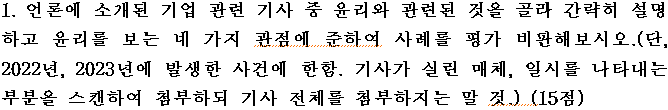 1. 언론에 소개된 기업 관련 기사 중 윤리와 관련된 것을 골라 간략히 설명
하고 윤리를 보는 네 가지 관점에 준하여 사례를 평가 비판해보시오.(단,
2022년, 2023년에 발생한 사건에 한함. 기사가 실린 매체, 일시를 나타내는
부분을 스캔하여 첨부하되 기사 전체를 첨부하지는 말 것.) (15점)